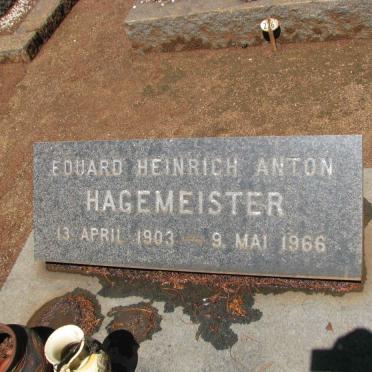 EDUARD HEINRICH ANTON
HAGEMEISTER
13. APRIL 1903 — 9. MAI 1966